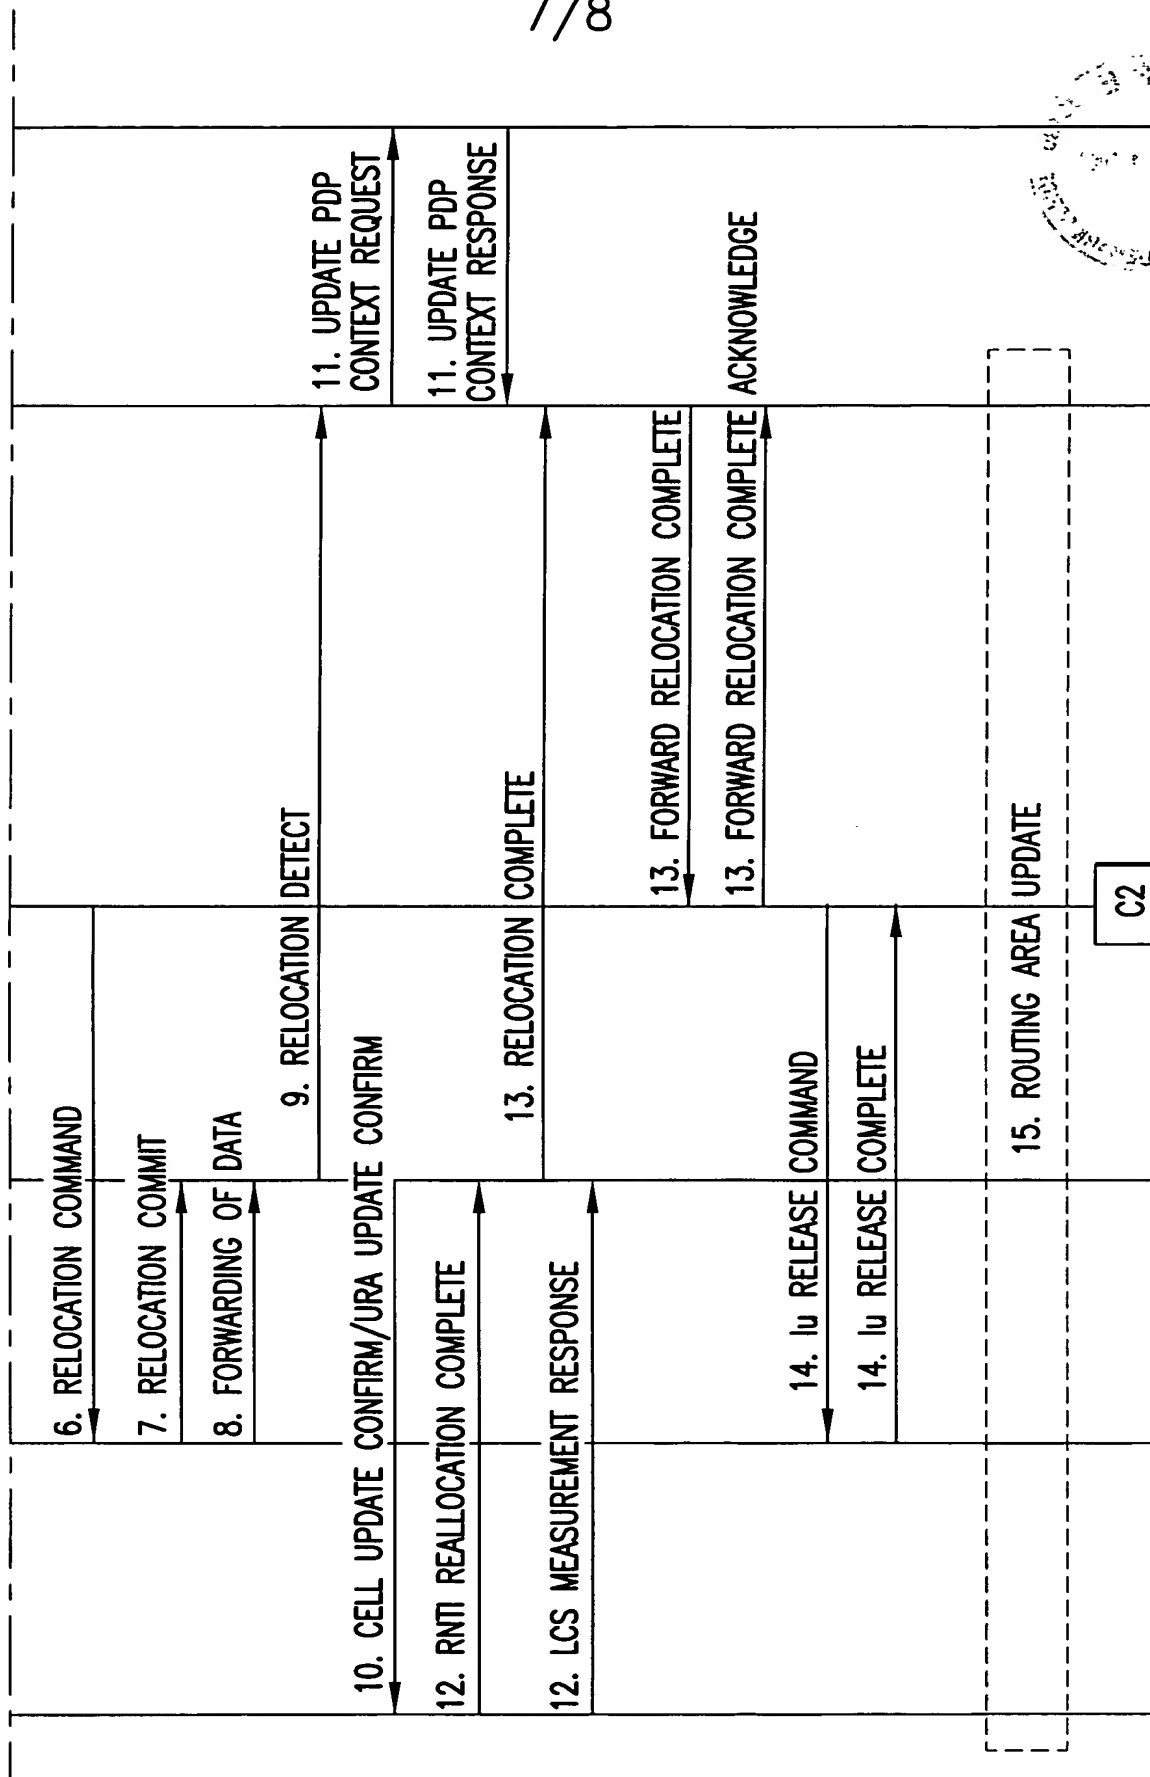 7/8
6. RELOCATION COMMAND
7. RELOCATION COMMIT
8. FORWARDING OF DATA
9. RELOCATION DETECT
10. CELL UPDATE CONFIRM/URA UPDATE CONFIRM
11. UPDATE PDP
CONTEXT REQUEST
12. RNTI REALLOCATION COMPLETE
11. UPDATE PDP
CONTEXT RESPONSE
13. RELOCATION COMPLETE
12. LCS MEASUREMENT RESPONSE
13. FORWARD RELOCATION COMPLETE
13. FORWARD RELOCATION COMPLETE ACKNOWLEDGE
14. Iu RELEASE COMMAND
14. Iu RELEASE COMPLETE
15. ROUTING AREA UPDATE
C2